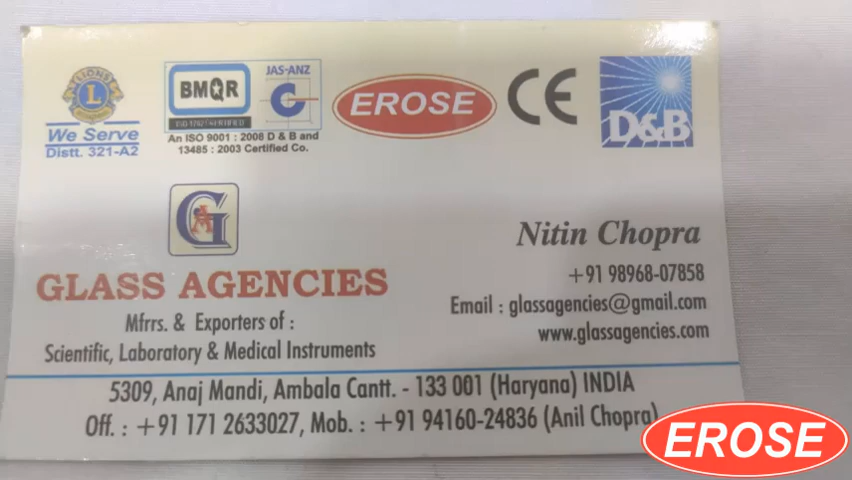 LIONS
L
We Serve
Distt. 321-A2
BMQR
An ISO 9001 : 2008 D & B and
13485 : 2003 Certified Co.
JAS-ANZ
EROSE
CE
D&B
GA
GLASS AGENCIES
Mfrrs. & Exporters of :
Scientific, Laboratory & Medical Instruments
Nitin Chopra
+91 98968-07858
Email : glassagencies@gmail.com
www.glassagencies.com
5309, Anaj Mandi, Ambala Cantt. - 133 001 (Haryana) INDIA
Off. : +91 171 2633027, Mob. : +91 94160-24836 (Anil Chopra)
EROSE